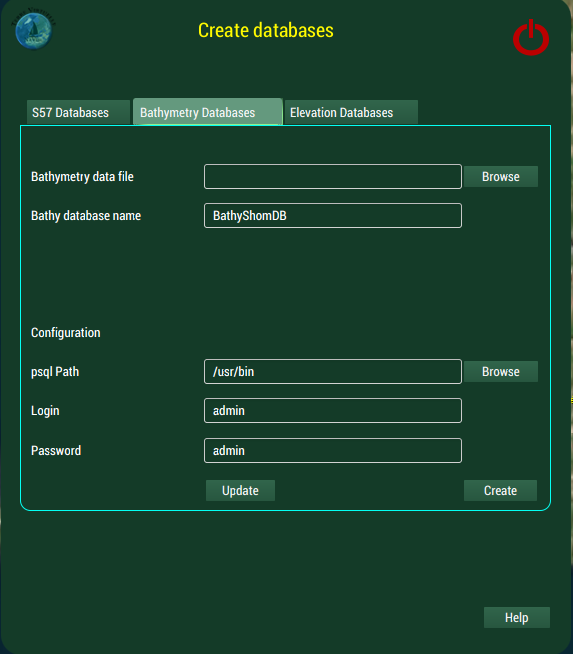 Create databases
S57 Databases Bathymetry Databases Elevation Databases
Bathymetry data file Browse
Bathy database name BathyShomDB
Configuration
psql Path /usr/bin Browse
Login admin
Password admin
Update Create
Help